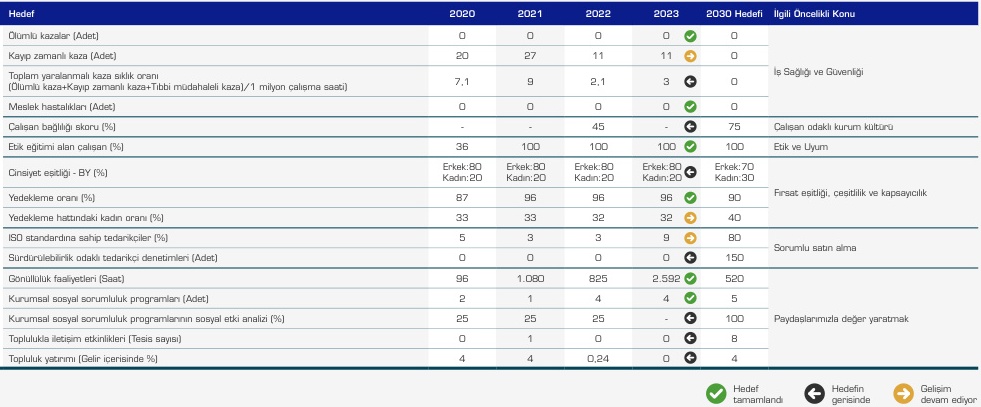 Hedef 2020 2021 2022 2023 2030 Hedefi İlgili Öncelikli Konu
Ölümlü kazalar (Adet) 0 0 0 0 0
Kayıp zamanlı kaza (Adet) 20 27 11 11 0
İş Sağlığı ve Güvenliği
Toplam yaralanmalı kaza sıklık oranı
(Ölümlü kaza+Kayıp zamanlı kaza+Tıbbi müdahaleli kaza)/1 milyon çalışma saati) 7,1 9 2,1 3 0
Meslek hastalıkları (Adet) 0 0 0 0 0
Çalışan bağlılığı skoru (%) - - 45 - 75 Çalışan odaklı kurum kültürü
Etik eğitimi alan çalışan (%) 36 100 100 100 100 Etik ve Uyum
Cinsiyet eşitliği - BY (%) Erkek:80 Erkek:80 Erkek:80 Erkek:80 Erkek:70
Kadın:20 Kadın:20 Kadın:20 Kadın:20 Kadın:30
Fırsat eşitliği, çeşitlilik ve kapsayıcılık
Yedekleme oranı (%) 87 96 96 96 90
Yedekleme hattındaki kadın oranı (%) 33 33 32 32 40
ISO standardına sahip tedarikçiler (%) 5 3 3 9 80
Sorumlu satın alma
Sürdürülebilirlik odaklı tedarikçi denetimleri (Adet) 0 0 0 0 150
Gönüllülük faaliyetleri (Saat) 96 1.080 825 2.592 520
Kurumsal sosyal sorumluluk programları (Adet) 2 1 4 4 5
Kurumsal sosyal sorumluluk programlarının sosyal etki analizi (%) 25 25 25 - 100 Paydaşlarımızla değer yaratmak
Toplulukla iletişim etkinlikleri (Tesis sayısı) 0 1 0 0 8
Topluluk yatırımı (Gelir içerisinde %) 4 4 0,24 0 4
Hedef tamamlandı
Hedefin gerisinde
Gelişim devam ediyor